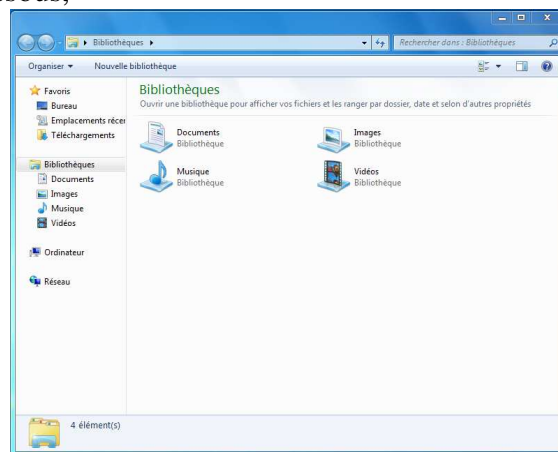 Bibliothèques
Rechercher dans : Bibliothèques
Organiser
Nouvelle bibliothèque
Favoris
Bureau
Emplacements récer
Téléchargements
Bibliothèques
Documents
Images
Musique
Vidéos
Ordinateur
Réseau
Bibliothèques
Ouvrir une bibliothèque pour afficher vos fichiers et les ranger par dossier, date et selon d'autres propriétés
Documents
Bibliothèque
Images
Bibliothèque
Musique
Bibliothèque
Vidéos
Bibliothèque
4 élément(s)